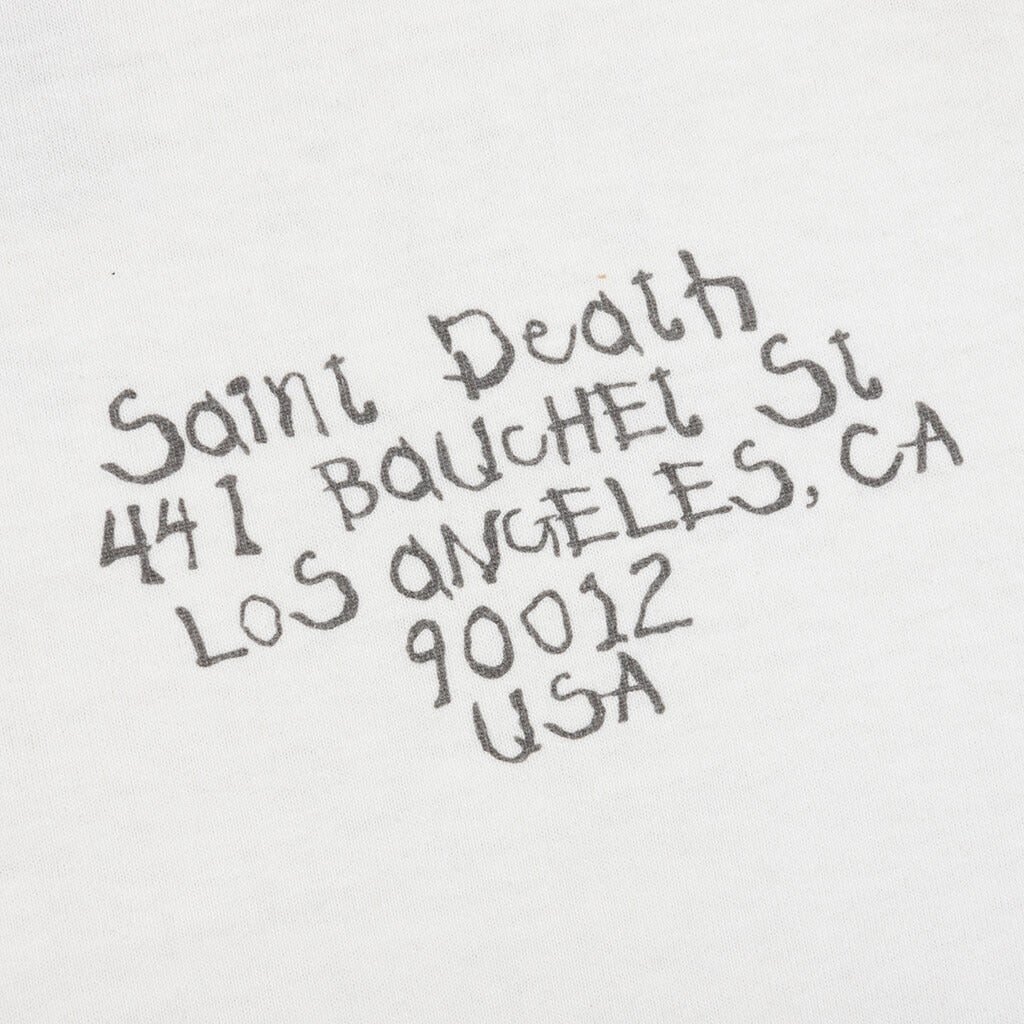 Saint Death
441 BAUCHET St
LOS ANGELES, CA
90012
USA